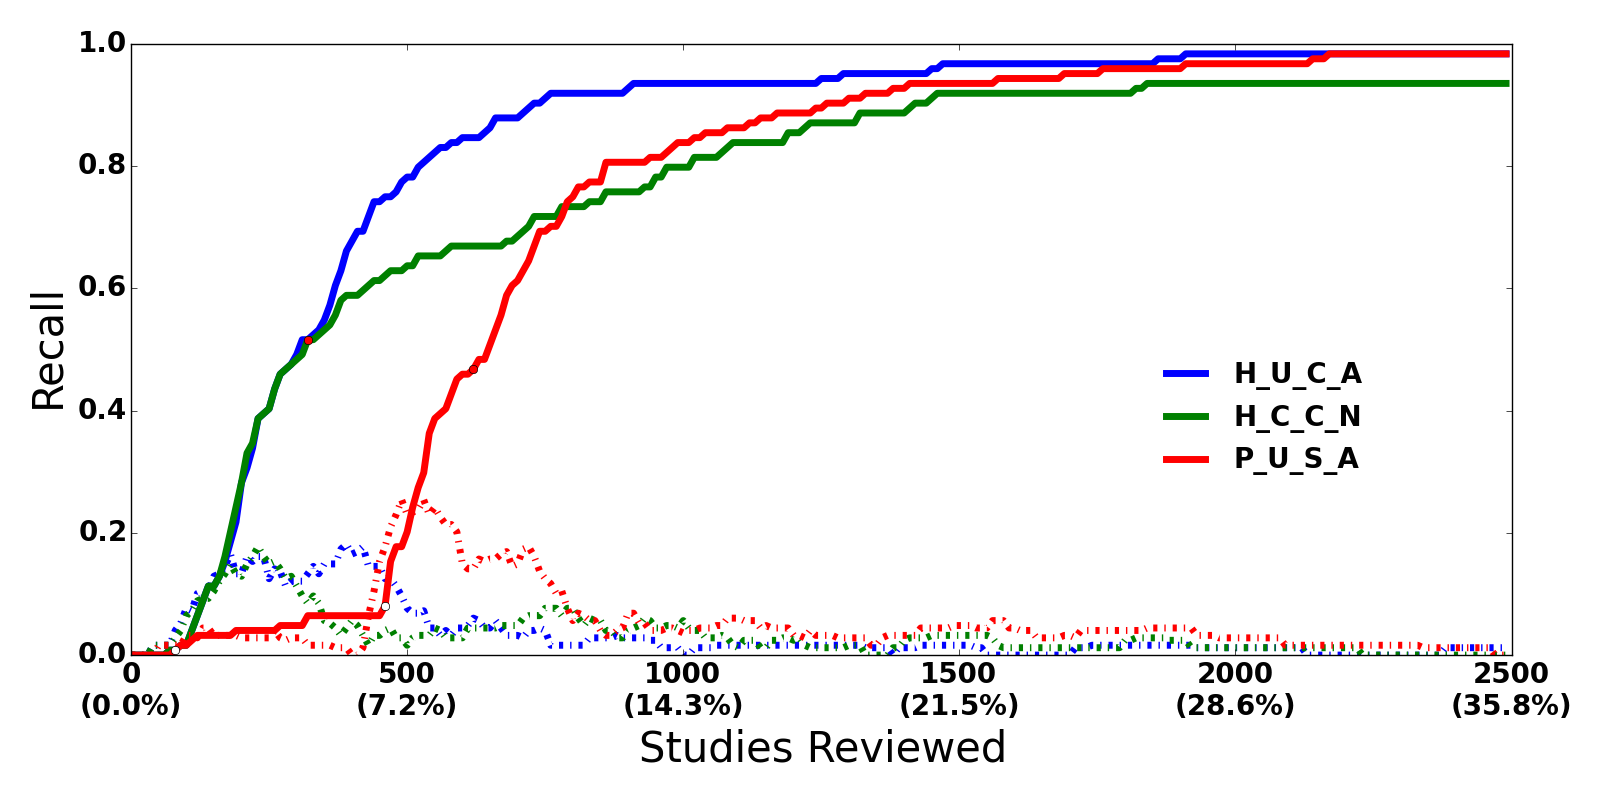 1.0
0.8
0.6
0.4
0.2
0.0
Recall
H_U_C_A
H_C_C_N
P_U_S_A
0 500 1000 1500 2000 2500
(0.0%) (7.2%) (14.3%) (21.5%) (28.6%) (35.8%)
Studies Reviewed